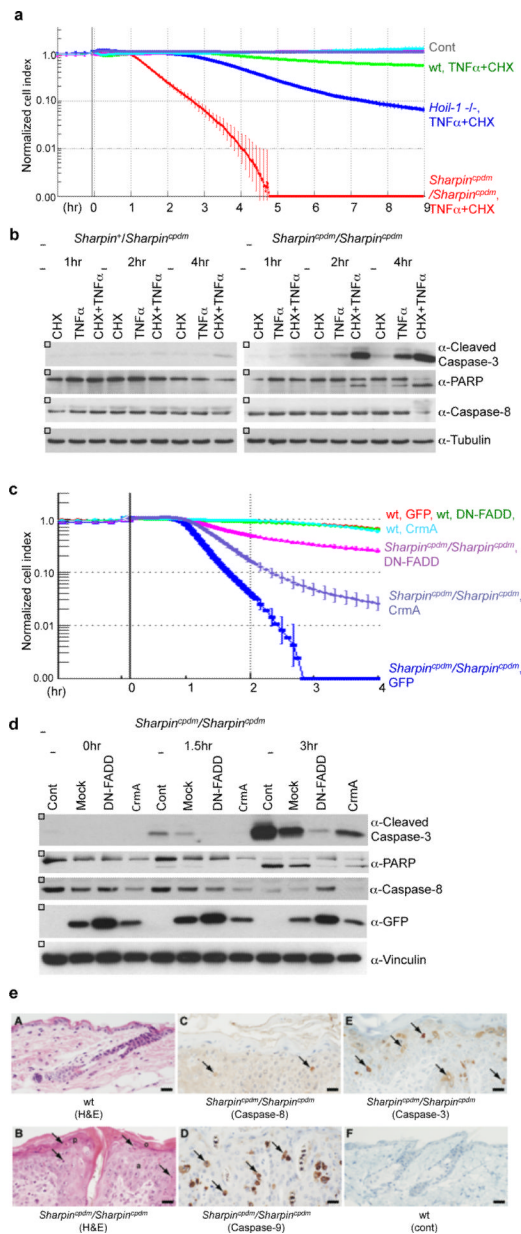 a
Normalized cell index
1.0
0.10
0.00
Cont
wt, TNFα+CHX
Hoil-1 -/-,
TNFα+CHX
Sharpincpdm
/Sharpincpdm,
TNFα+CHX
(hr) 0 1 2 3 4 5 6 7 8 9
b
Sharpin+/Sharpincpdm Sharpincpdm/Sharpincpdm
1hr 2hr 4hr 1hr 2hr 4hr
CHX TNFα CHX+TNFα CHX TNFα CHX+TNFα CHX TNFα CHX+TNFα CHX TNFα CHX+TNFα CHX TNFα CHX+TNFα CHX TNFα CHX+TNFα
α-Cleaved
Caspase-3
α-PARP
α-Caspase-8
α-Tubulin
c
Normalized cell index
1.0
0.10
0.01
0.00
wt, GFP, wt, DN-FADD,
wt, CrmA
Sharpincpdm/Sharpincpdm,
DN-FADD
Sharpincpdm/Sharpincpdm,
CrmA
Sharpincpdm/Sharpincpdm,
GFP
(hr) 0 1 2 3 4
d
Sharpincpdm/Sharpincpdm
0hr 1.5hr 3hr
Cont Mock DN-FADD CrmA Cont Mock DN-FADD CrmA Cont Mock DN-FADD CrmA
α-Cleaved
Caspase-3
α-PARP
α-Caspase-8
α-GFP
α-Vinculin
e
A C E
wt
(H&E)
Sharpincpdm/Sharpincpdm
(Caspase-8)
Sharpincpdm/Sharpincpdm
(Caspase-3)
B D F
Sharpincpdm/Sharpincpdm
(H&E)
Sharpincpdm/Sharpincpdm
(Caspase-9)
wt
(cont)